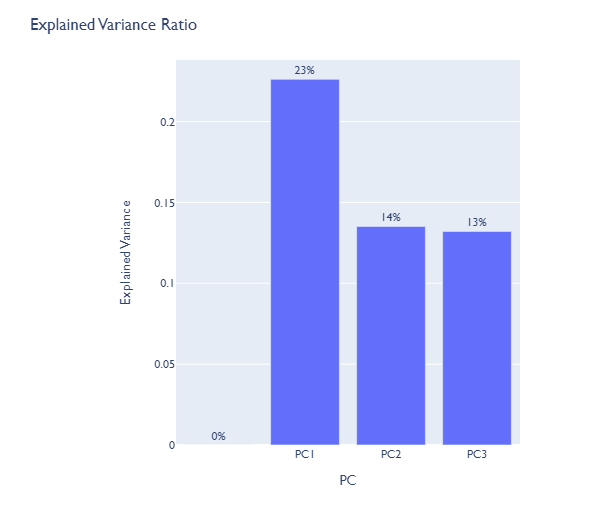 Explained Variance Ratio
23%
0.2
0.15
14%
13%
Explained Variance
0.1
0.05
0%
0
PC1
PC2
PC3
PC